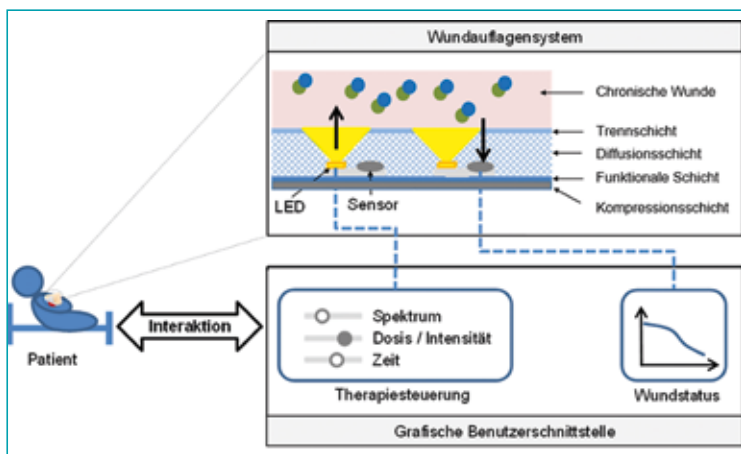 Wundauflagensystem
Chronische Wunde
Trennschicht
Diffusionsschicht
Funktionale Schicht
Kompressionsschicht
LED
Sensor
Patient
Interaktion
Spektrum
Dosis / Intensität
Zeit
Therapiesteuerung
Wundstatus
Grafische Benutzerschnittstelle